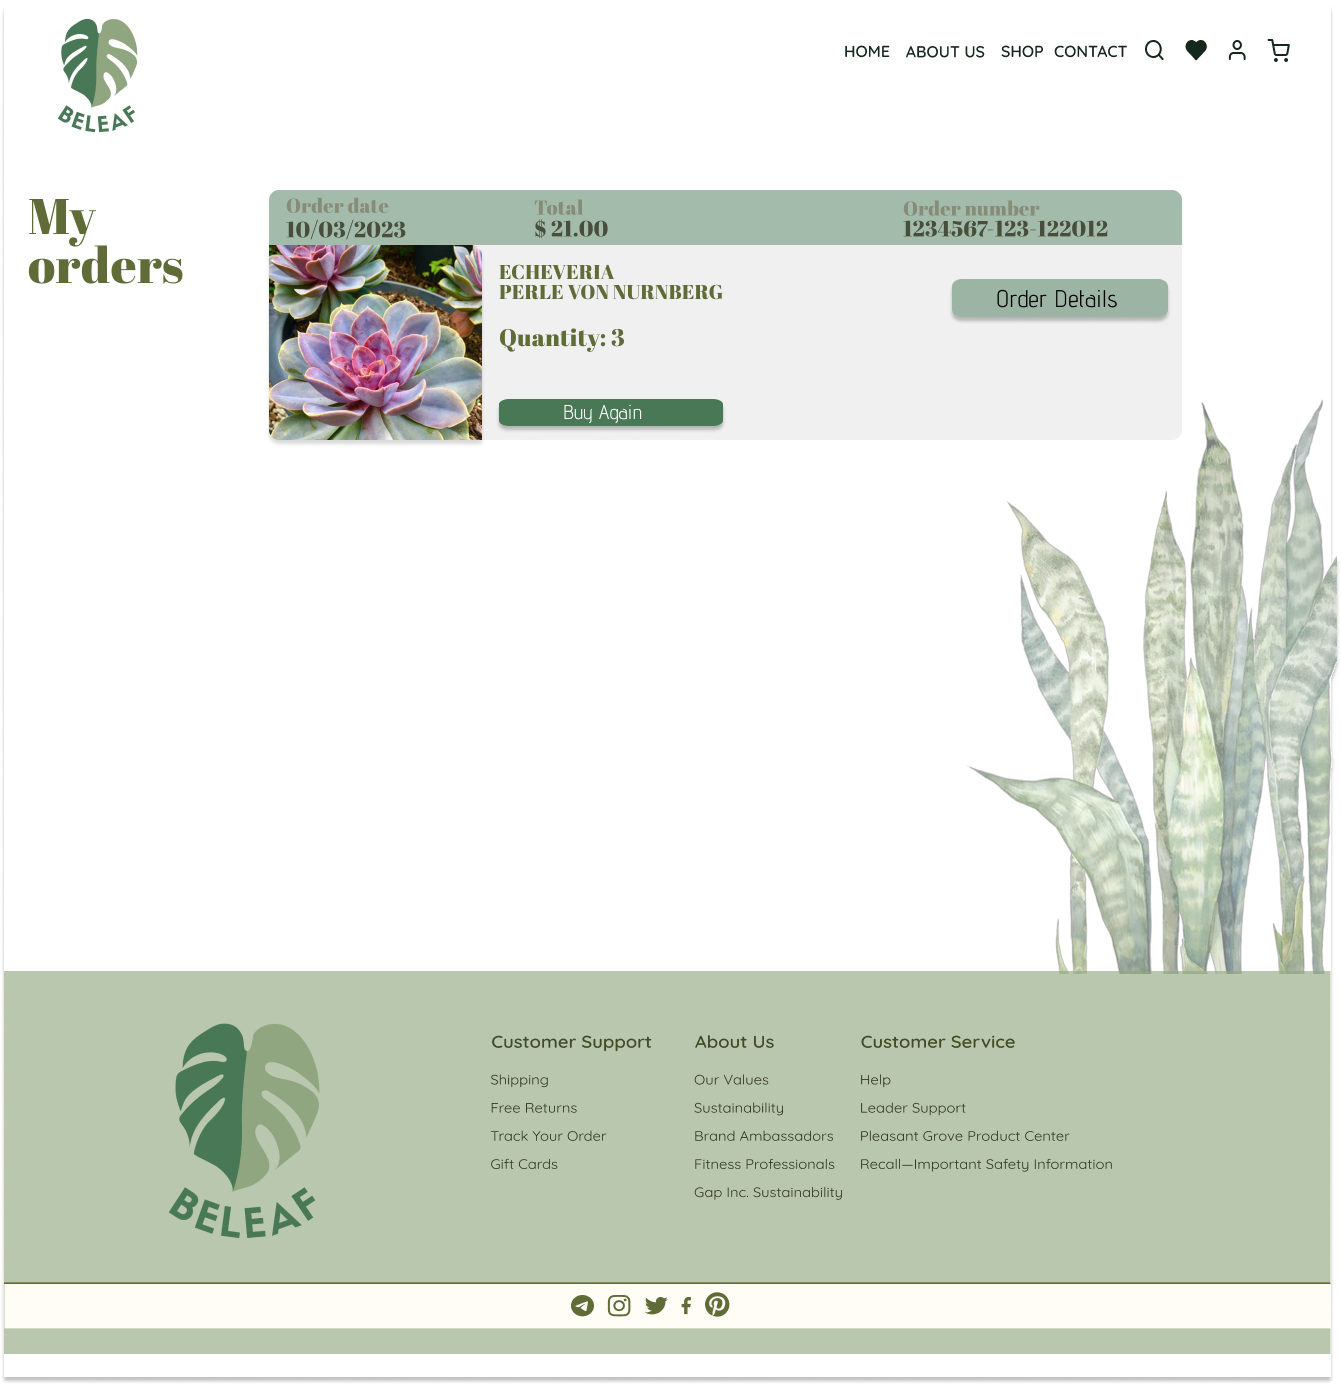 BELEAF
HOME ABOUT US SHOP CONTACT
My
orders
Order date
10/03/2023
Total
$ 21.00
Order number
1234567-123-122012
ECHEVERIA
PERLE VON NURNBERG
Quantity: 3
Buy Again
Order Details
BELEAF
Customer Support
Shipping
Free Returns
Track Your Order
Gift Cards
About Us
Our Values
Sustainability
Brand Ambassadors
Fitness Professionals
Gap Inc. Sustainability
Customer Service
Help
Leader Support
Pleasant Grove Product Center
Recall—Important Safety Information